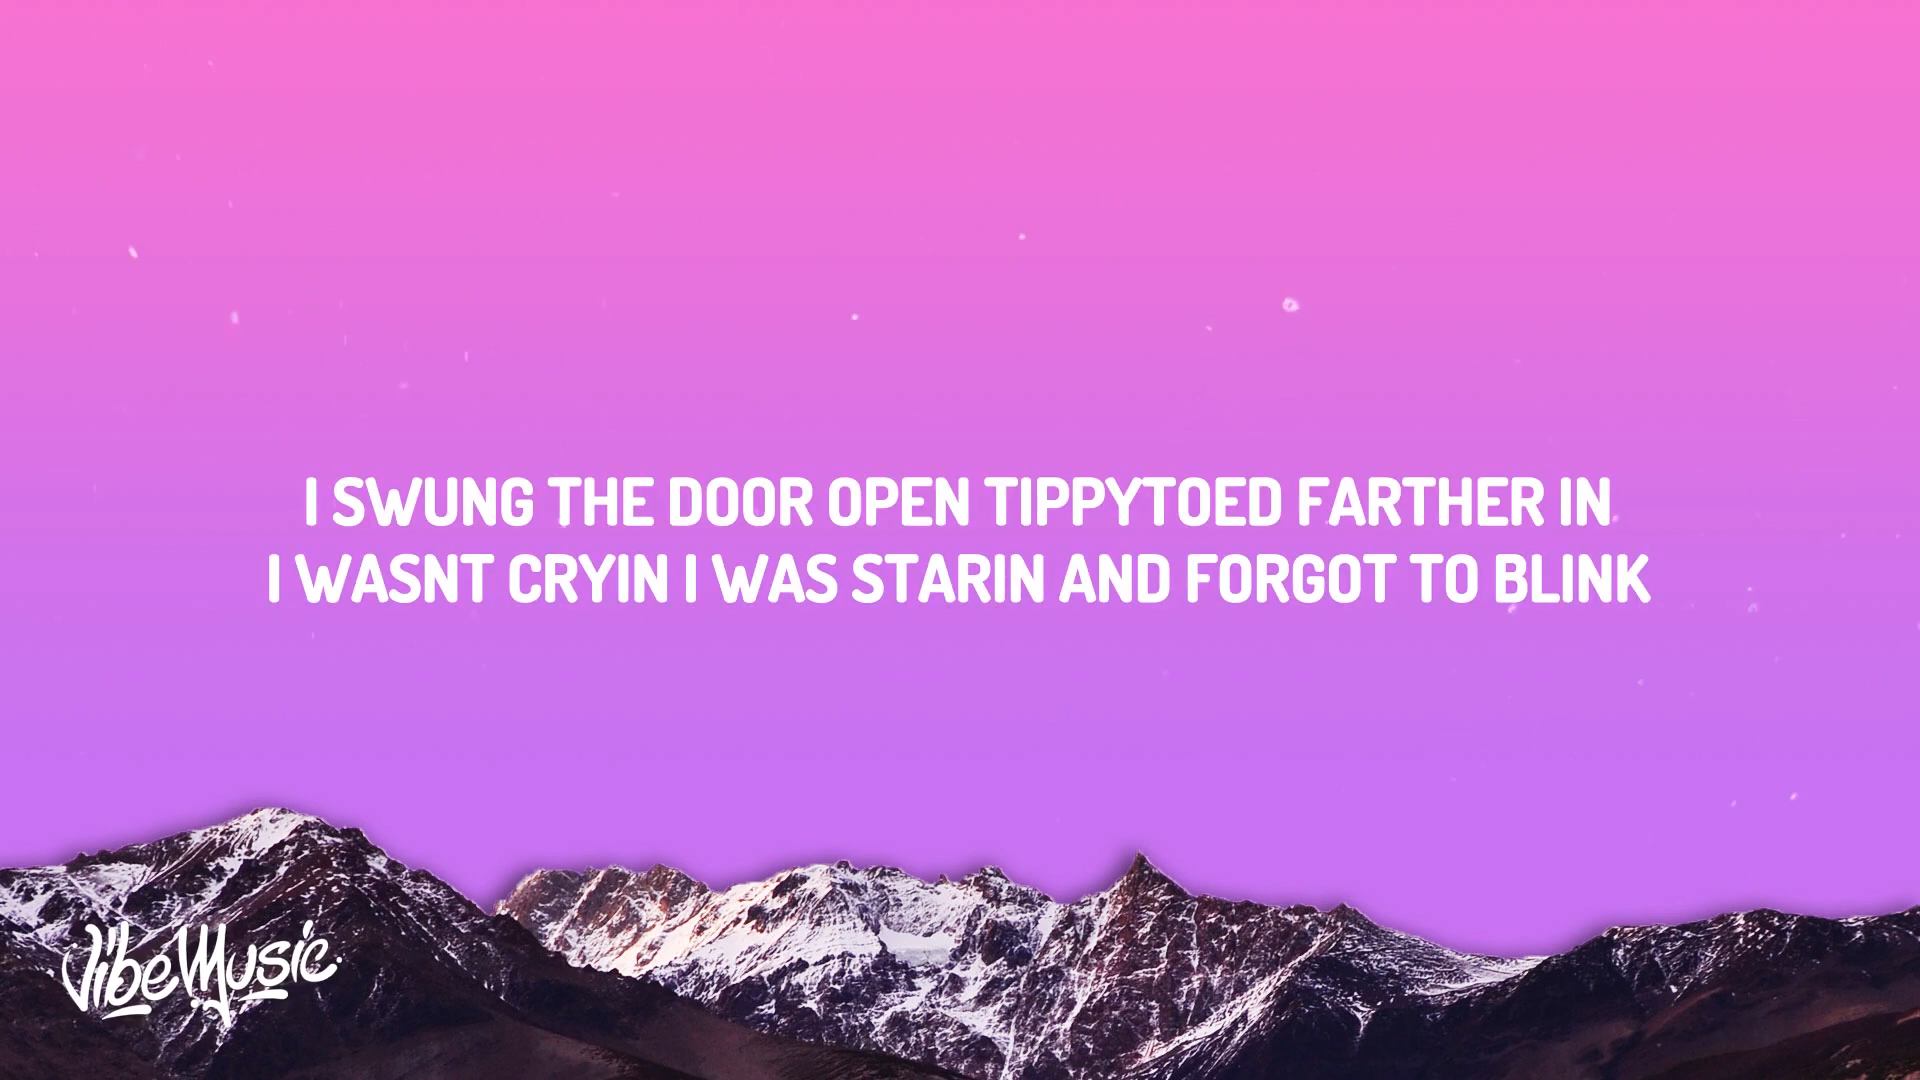 I SWUNG THE DOOR OPEN TIPPYTOED FARTHER IN
I WASNT CRYIN I WAS STARIN AND FORGOT TO BLINK
VibeMusic